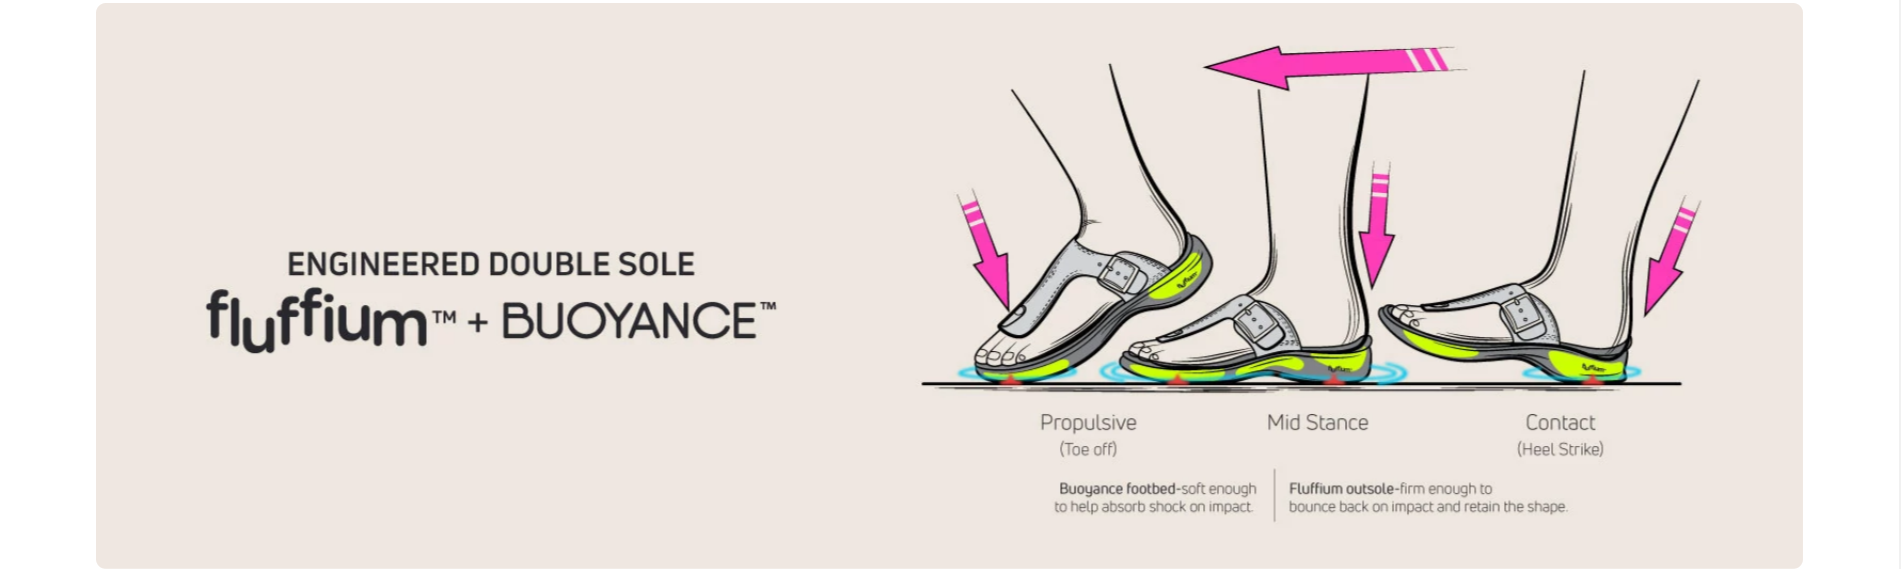 ENGINEERED DOUBLE SOLE
fluffium™ + BUOYANCE™
Propulsive
(Toe off)
Mid Stance
Contact
(Heel Strike)
Buoyance footbed-soft enough
to help absorb shock on impact.
Fluffium outsole-firm enough to
bounce back on impact and retain the shape.